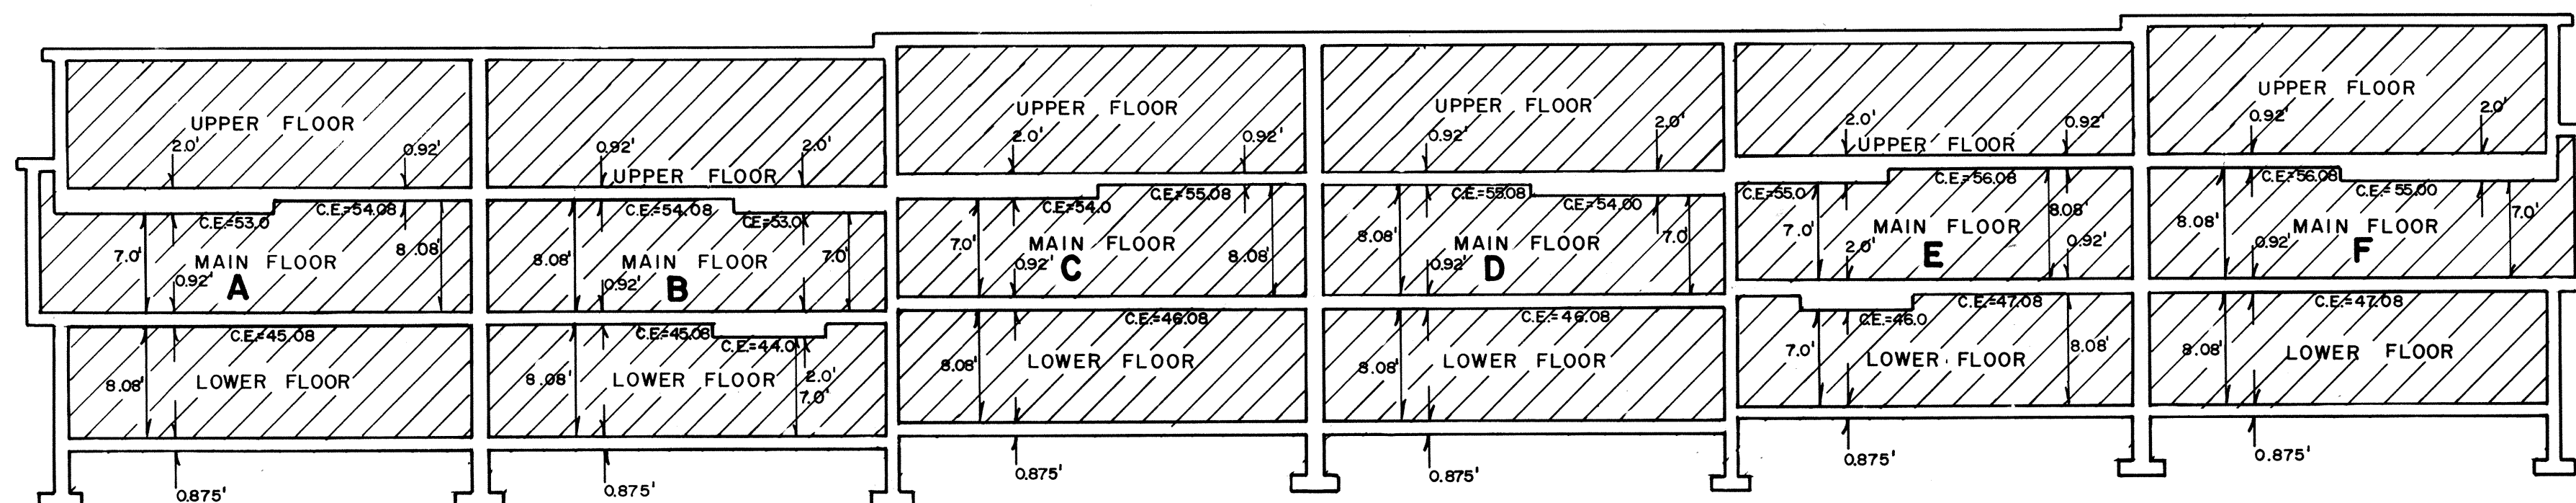 UPPER FLOOR
2.0'
0.92'
C.E.=53.0
C.E.=54.08
7.0'
8.08'
MAIN FLOOR
0.92'
A
C.E.=45.08
8.08'
LOWER FLOOR
0.875'
0.92'
2.0'
UPPER FLOOR
C.E.=54.08
C.E.=53.0
8.08'
7.0'
MAIN FLOOR
0.92'
B
C.E.=45.08
C.E.=44.0
8.08'
LOWER FLOOR
2.0'
7.0'
0.875'
UPPER FLOOR
2.0'
0.92'
C.E.=55.08
C.E.=54.0
7.0'
MAIN FLOOR
8.08'
0.92'
C
C.E.=46.08
8.08'
LOWER FLOOR
0.875'
UPPER FLOOR
0.92'
2.0'
C.E.=55.08
C.E.=54.00
8.08'
MAIN FLOOR
7.0'
0.92'
D
C.E.=46.08
8.08'
LOWER FLOOR
0.875'
2.0'
0.92'
UPPER FLOOR
C.E.=55.0
C.E.=56.08
8.08'
7.0'
MAIN FLOOR
2.0'
0.92'
E
C.E.=47.08
C.E.=46.0
7.0'
8.08'
LOWER FLOOR
0.875'
UPPER FLOOR
0.92'
2.0'
C.E.=56.08
C.E.=55.00
8.08'
7.0'
MAIN FLOOR
0.92'
F
C.E.=47.08
8.08'
LOWER FLOOR
0.875'